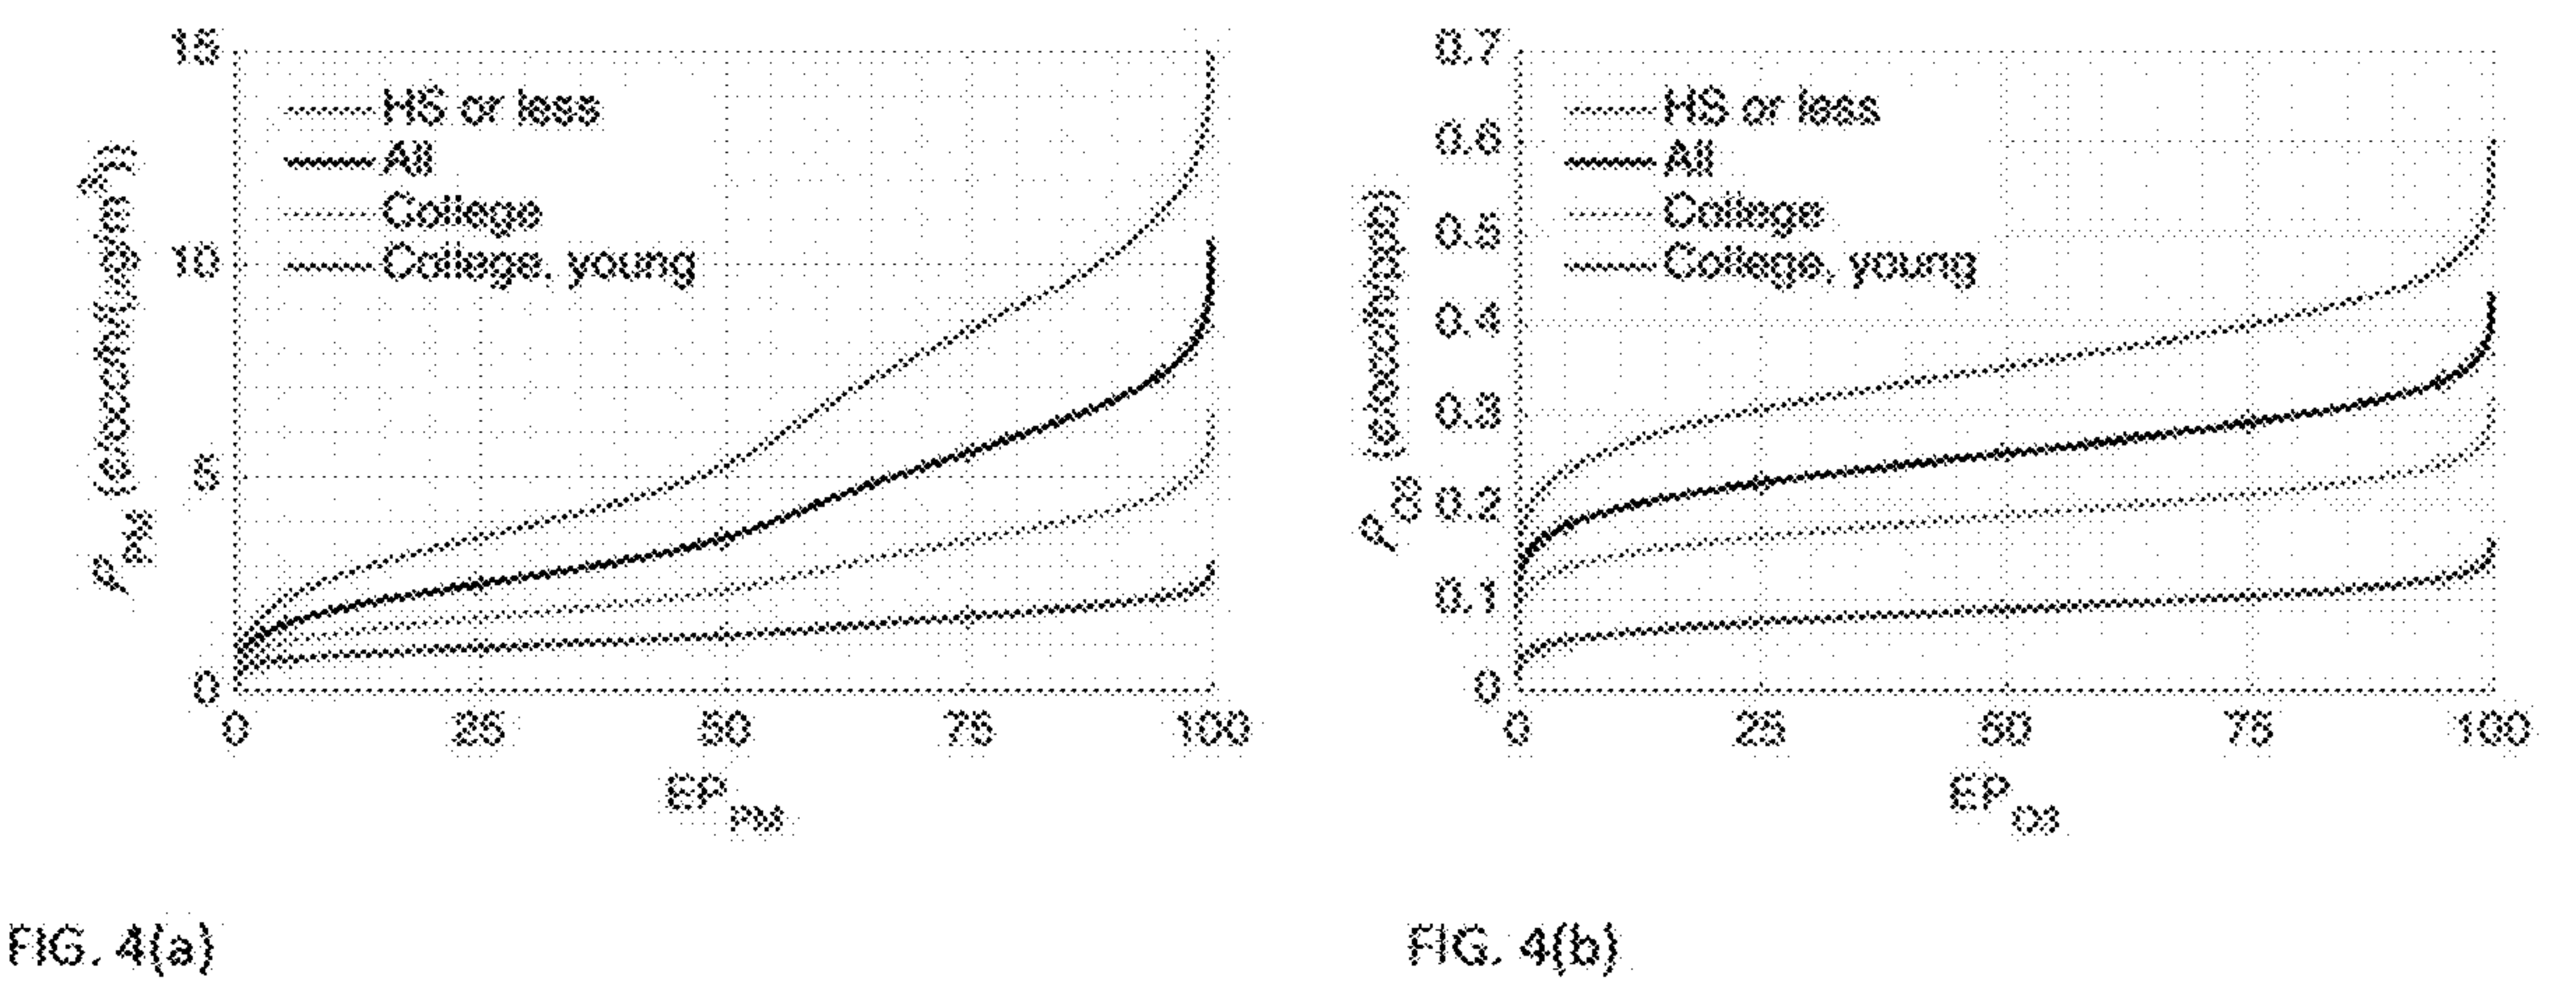 15
10
5
0
HS or less
All
College
College, young
0 25 50 75 100
EP PM
P PM
0.7
0.6
0.5
0.4
0.3
0.2
0.1
0
HS or less
All
College
College, young
0 25 50 75 100
EP O3
FIG. 4(a)
FIG. 4(b)